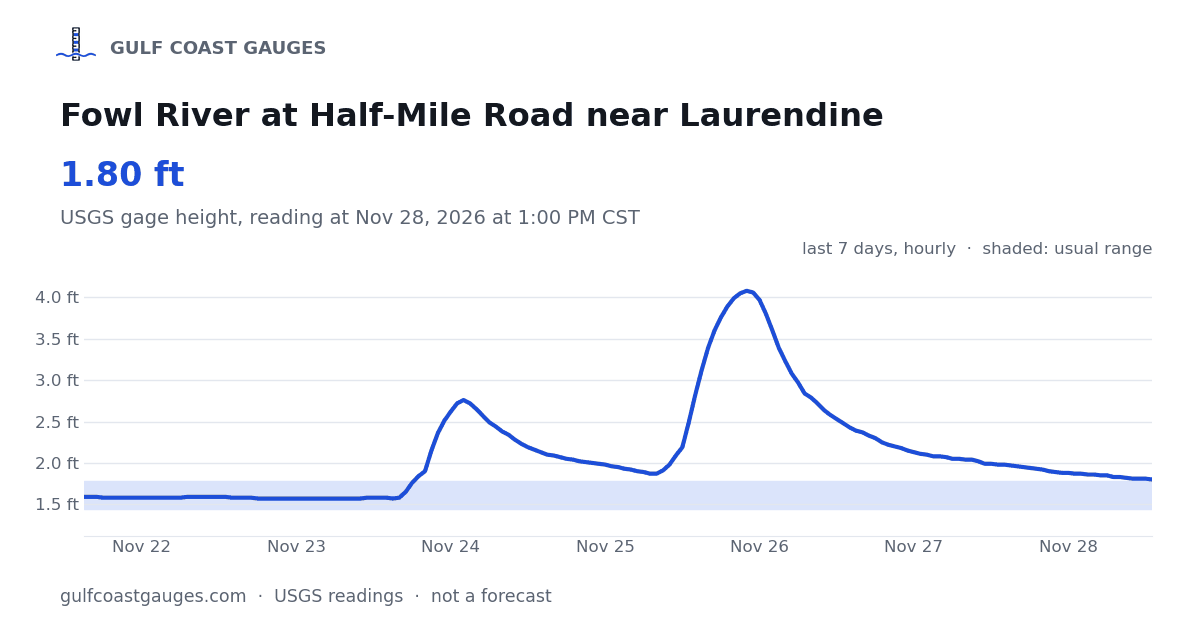 GULF COAST GAUGES
Fowl River at Half-Mile Road near Laurendine
1.80 ft
USGS gage height, reading at Nov 28, 2026 at 1:00 PM CST
last 7 days, hourly · shaded: usual range
4.0 ft
3.5 ft
3.0 ft
2.5 ft
2.0 ft
1.5 ft
Nov 22 Nov 23 Nov 24 Nov 25 Nov 26 Nov 27 Nov 28
gulfcoastgauges.com · USGS readings · not a forecast